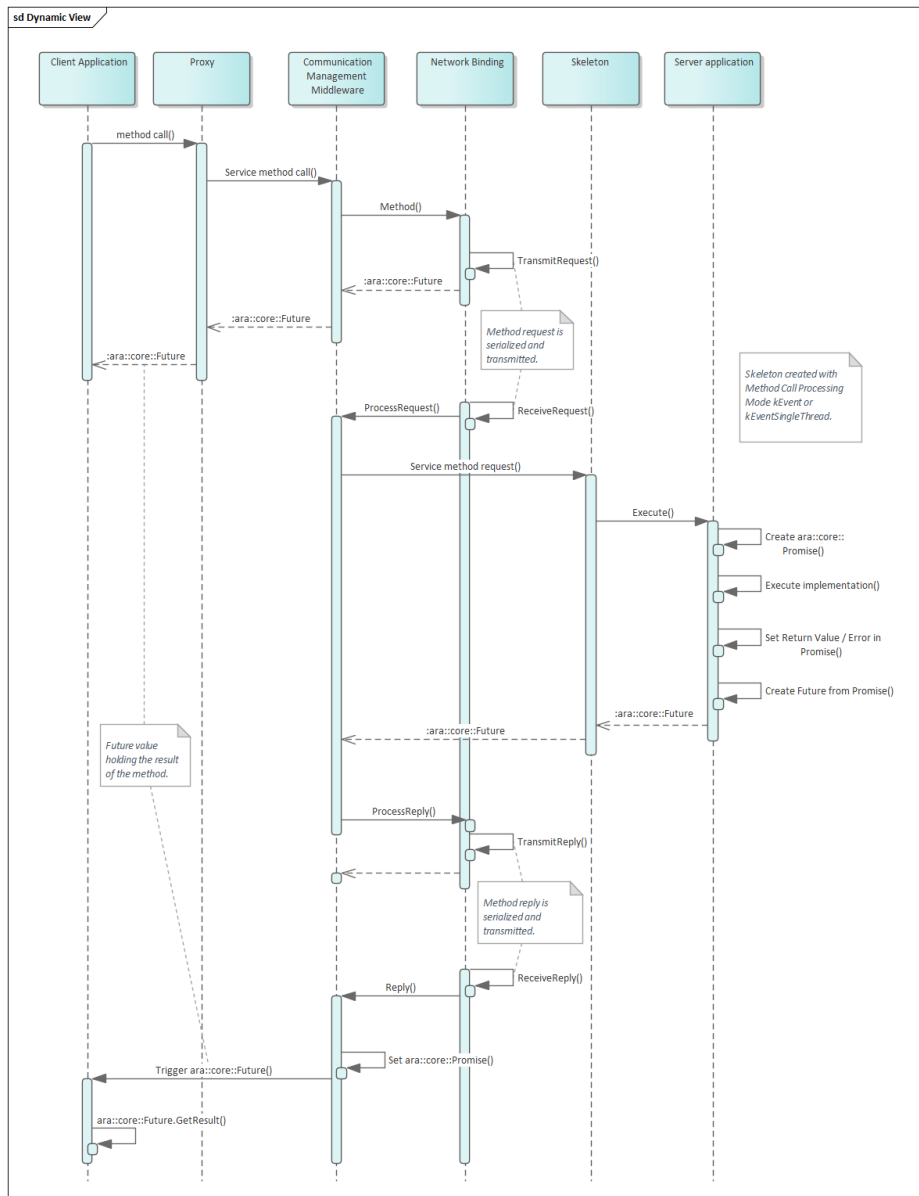 sd Dynamic View
Client Application
Proxy
Communication
Management
Middleware
Network Binding
Skeleton
Server application
method call()
Service method call()
Method()
TransmitRequest()
:ara::core::Future
:ara::core::Future
:ara::core::Future
Method request is
serialized and
transmitted.
Skeleton created with
Method Call Processing
Mode kEvent or
kEventSingleThread.
ProcessRequest()
ReceiveRequest()
Service method request()
Execute()
Create ara::core::
Promise()
Execute implementation()
Set Return Value / Error in
Promise()
Create Future from Promise()
:ara::core::Future
:ara::core::Future
Future value
holding the result
of the method.
ProcessReply()
TransmitReply()
Method reply is
serialized and
transmitted.
ReceiveReply()
Reply()
Set ara::core::Promise()
Trigger ara::core::Future()
ara::core::Future.GetResult()